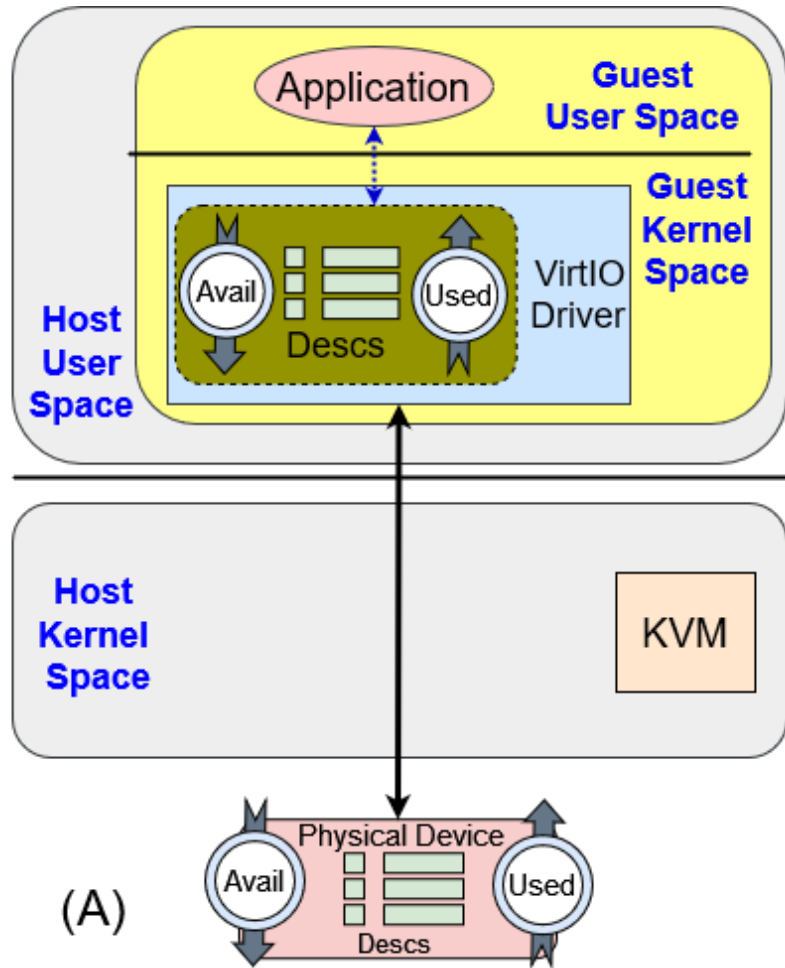 Application
Guest
User Space
Guest
Kernel
Space
Avail
Used
Descs
VirtIO
Driver
Host
User
Space
Host
Kernel
Space
KVM
Physical Device
Avail
Used
Descs
(A)